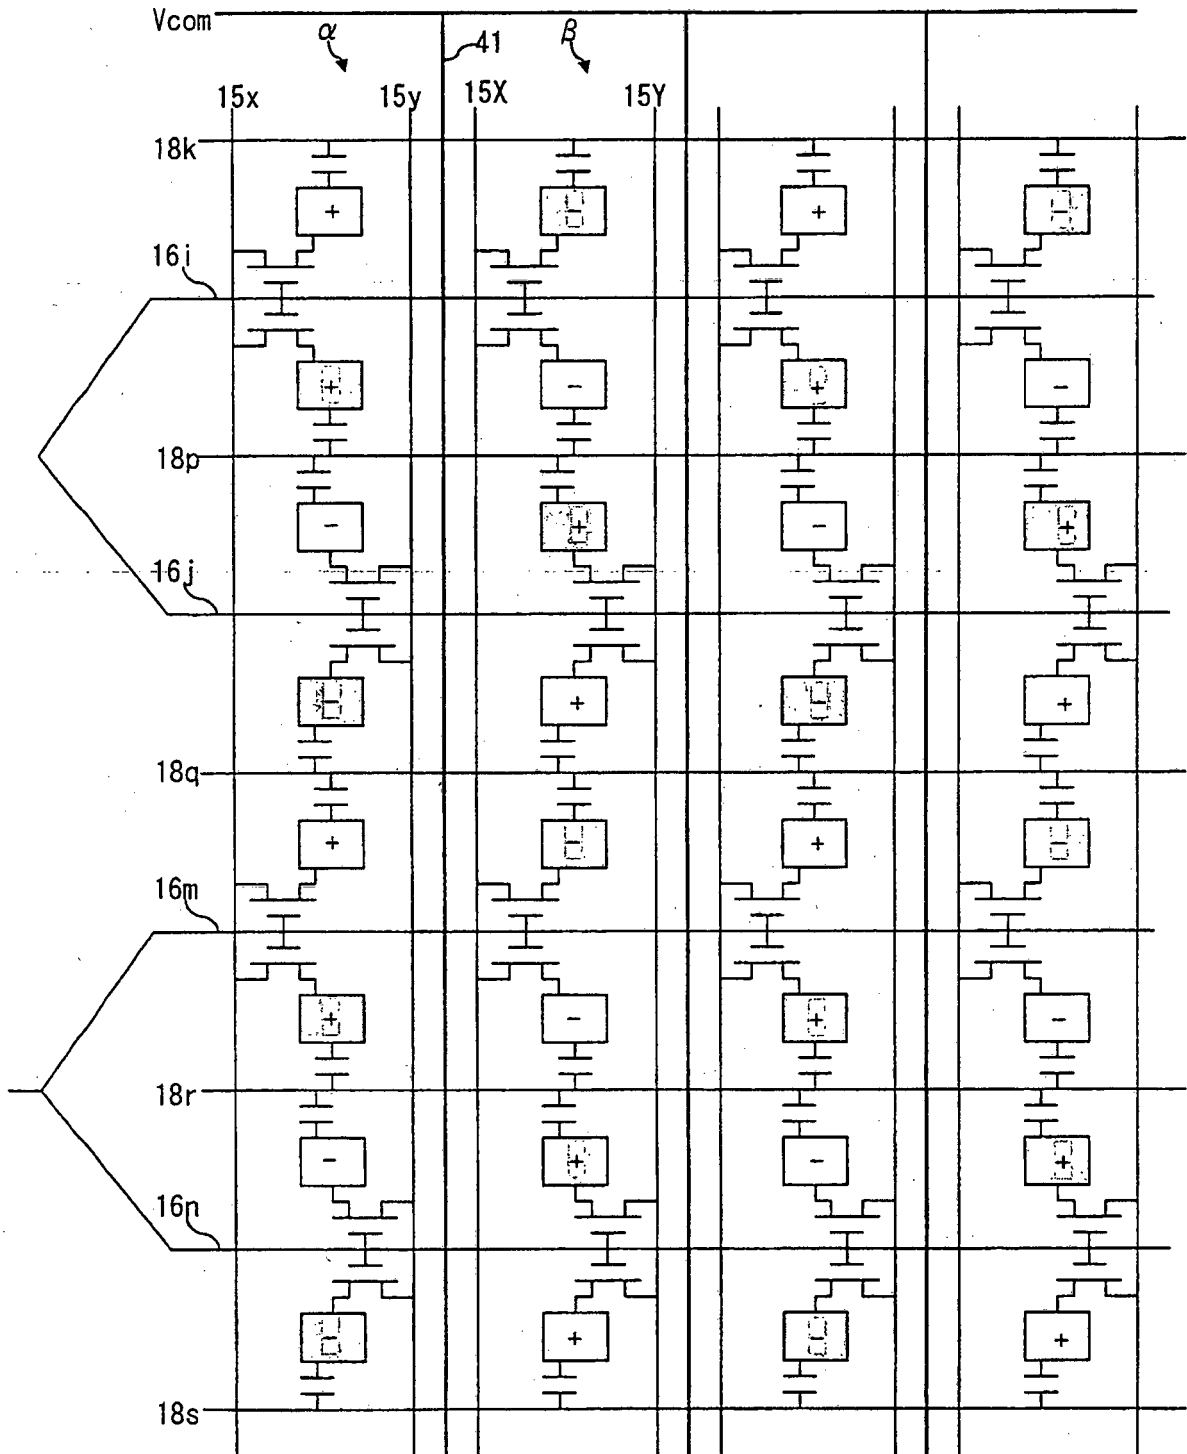 Vcom
α 41 β
15x 15y 15X 15Y
18k
+ - + -
16i
+ - + -
18p
- + - +
16j
- + - +
18q
+ - + -
16m
+ - + -
18r
- + - +
16n
- + - +
18s